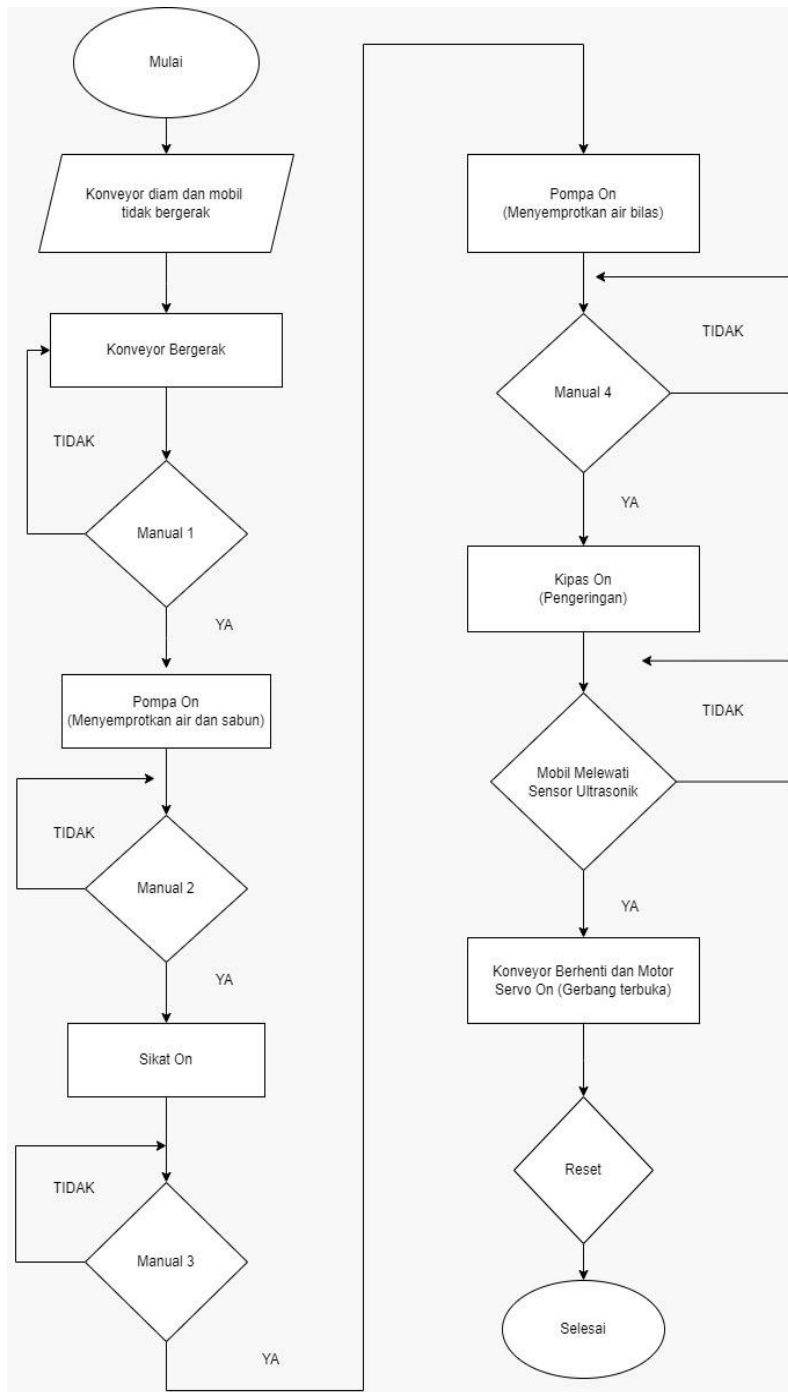 Mulai
Konveyor diam dan mobil
tidak bergerak
Konveyor Bergerak
TIDAK
Manual 1
YA
Pompa On
(Menyemprotkan air dan sabun)
TIDAK
Manual 2
YA
Sikat On
TIDAK
Manual 3
YA
Pompa On
(Menyemprotkan air bilas)
TIDAK
Manual 4
YA
Kipas On
(Pengeringan)
TIDAK
Mobil Melewati
Sensor Ultrasonik
YA
Konveyor Berhenti dan Motor
Servo On (Gerbang terbuka)
Reset
Selesai